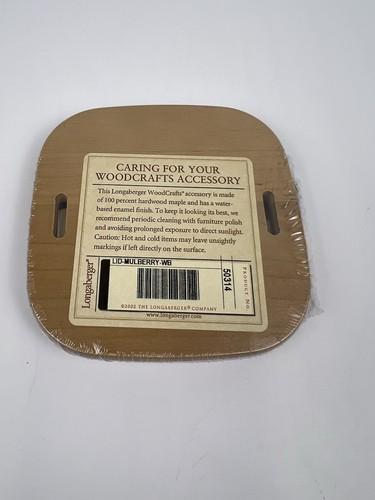 CARING FOR YOUR
WOODCRAFTS ACCESSORY
This Longaberger WoodCrafts® accessory is made
of 100 percent hardwood maple and has a water-
based enamel finish. To keep it looking its best, we
recommend periodic cleaning with furniture polish
and avoiding prolonged exposure to direct sunlight.
Caution: Hot and cold items may leave unsightly
markings if left directly on the surface.
Longaberger®
LID-MULBERRY-WB
50314
PRODUCT NO.
©2002 THE LONGABERGER® COMPANY
www.longaberger.com